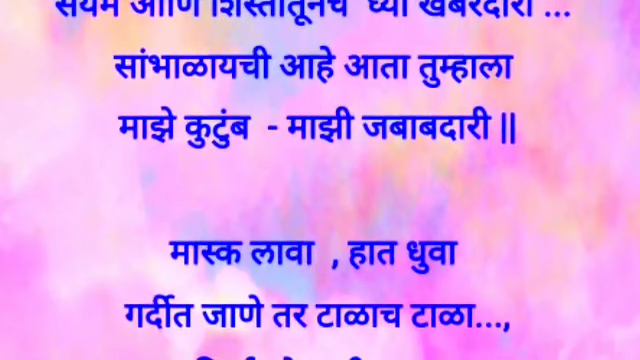 संयम आणि शिस्तीतूनच घ्या खबरदारी ...
सांभाळायची आहे आता तुम्हाला
माझे कुटुंब - माझी जबाबदारी ||
मास्क लावा , हात धुवा
गर्दीत जाणे तर टाळाच टाळा...,